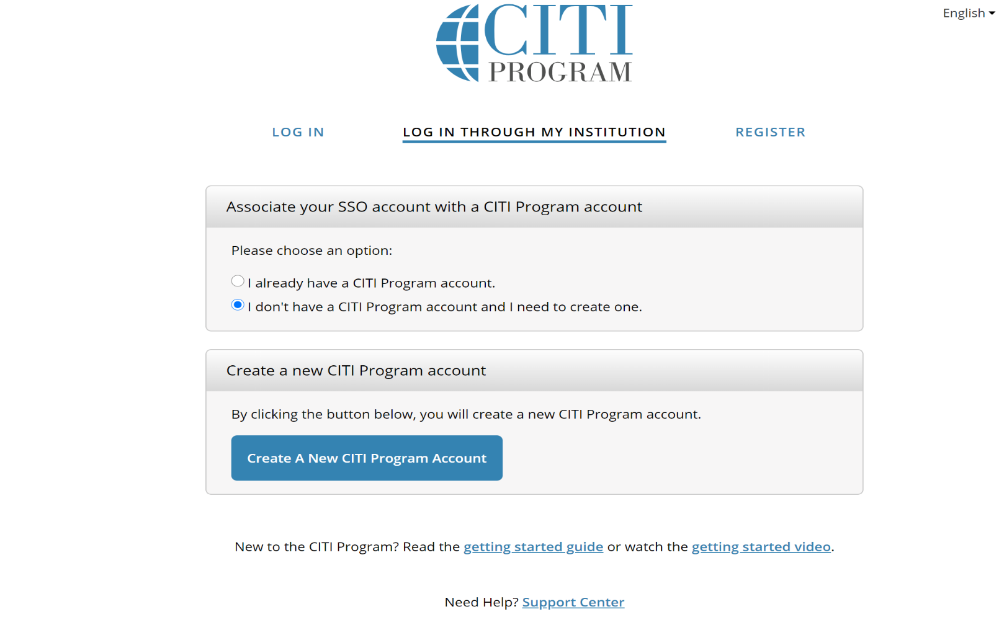 English
CITI
PROGRAM
LOG IN LOG IN THROUGH MY INSTITUTION REGISTER
Associate your SSO account with a CITI Program account
Please choose an option:
I already have a CITI Program account.
I don't have a CITI Program account and I need to create one.
Create a new CITI Program account
By clicking the button below, you will create a new CITI Program account.
Create A New CITI Program Account
New to the CITI Program? Read the getting started guide or watch the getting started video.
Need Help? Support Center